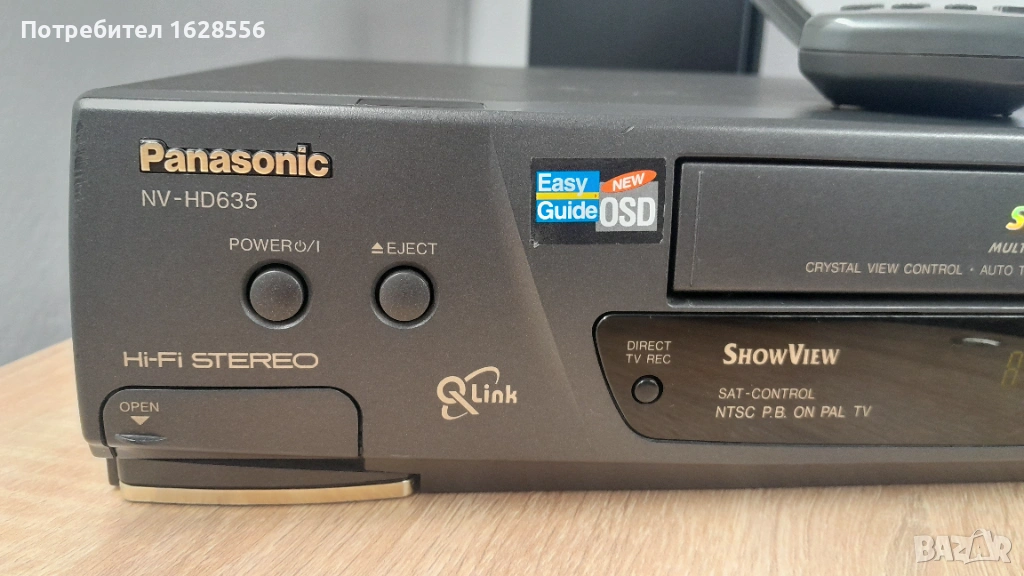 Потребител 1628556
Panasonic
NV-HD635
POWER⏻/I
⏏EJECT
Easy
Guide
NEW
OSD
CRYSTAL VIEW CONTROL · AUTO
Hi-Fi STEREO
OPEN
Q Link
DIRECT
TV REC
SHOWVIEW
SAT-CONTROL
NTSC P.B. ON PAL TV
BAZAR